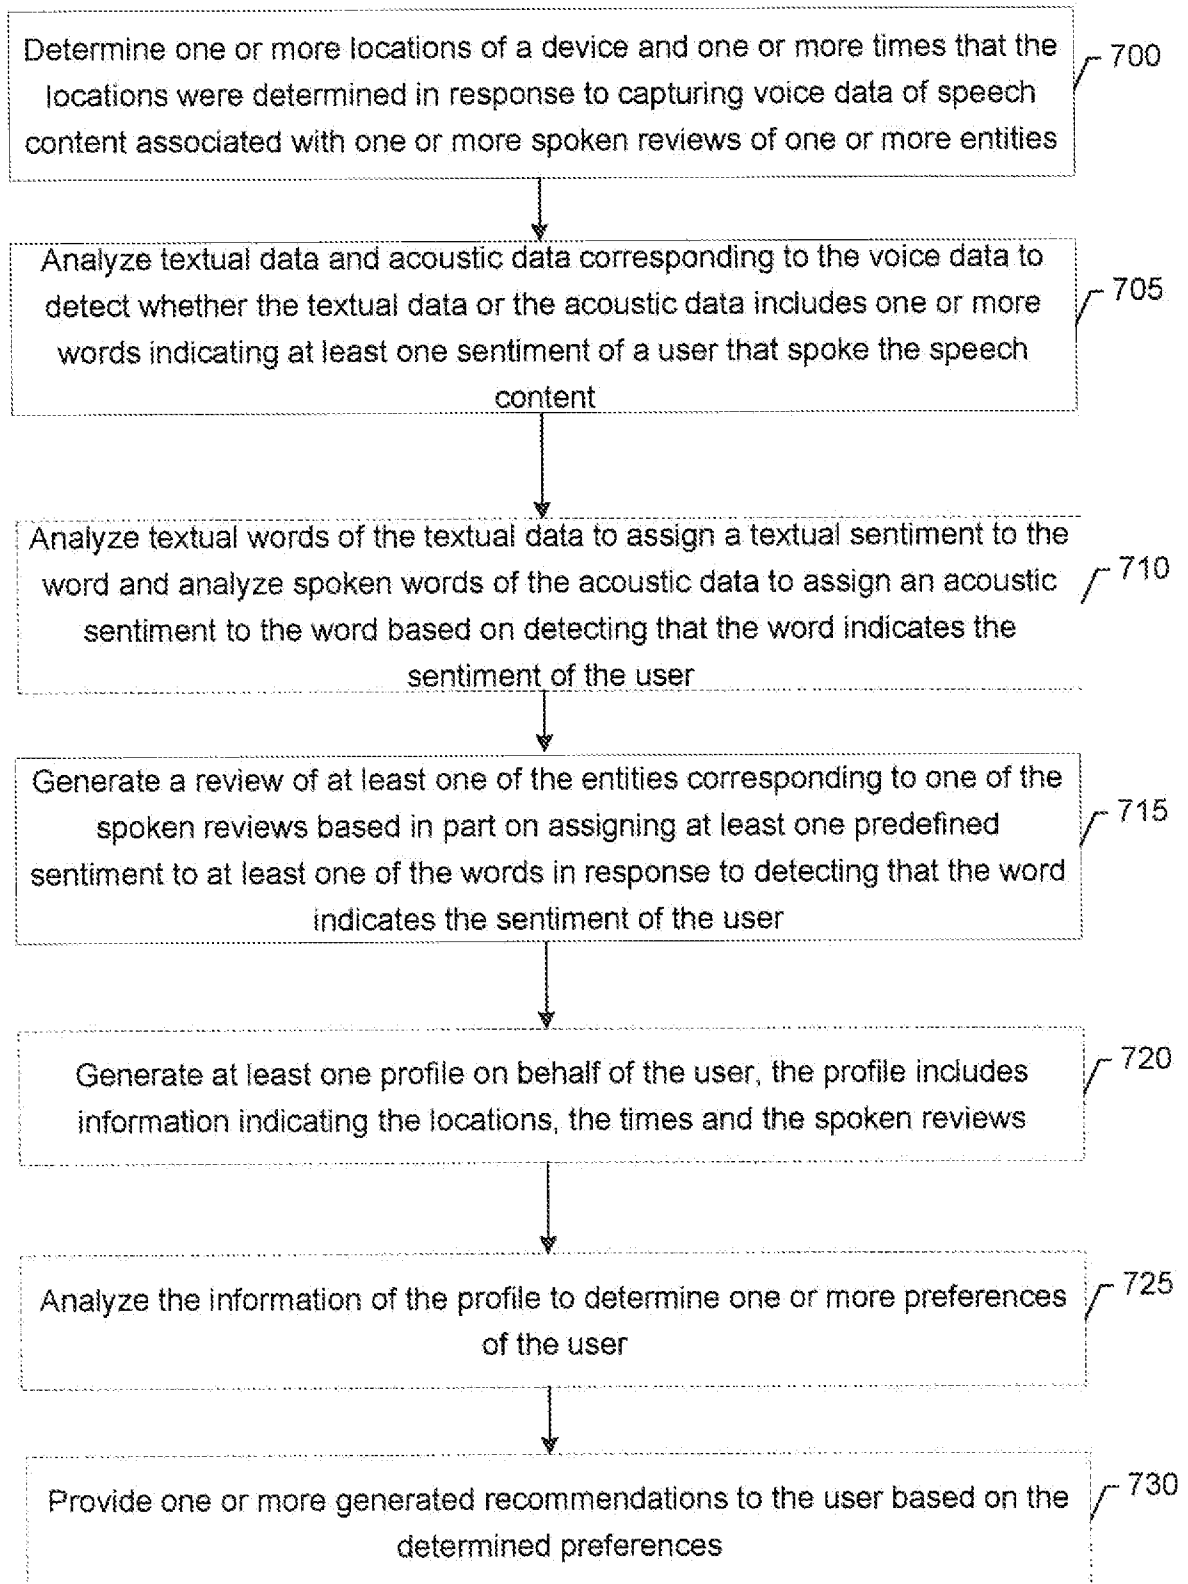 Determine one or more locations of a device and one or more times that the
locations were determined in response to capturing voice data of speech
content associated with one or more spoken reviews of one or more entities
700
Analyze textual data and acoustic data corresponding to the voice data to
detect whether the textual data or the acoustic data includes one or more
words indicating at least one sentiment of a user that spoke the speech
content
705
Analyze textual words of the textual data to assign a textual sentiment to the
word and analyze spoken words of the acoustic data to assign an acoustic
sentiment to the word based on detecting that the word indicates the
sentiment of the user
710
Generate a review of at least one of the entities corresponding to one of the
spoken reviews based in part on assigning at least one predefined
sentiment to at least one of the words in response to detecting that the word
indicates the sentiment of the user
715
Generate at least one profile on behalf of the user, the profile includes
information indicating the locations, the times and the spoken reviews
720
Analyze the information of the profile to determine one or more preferences
of the user
725
Provide one or more generated recommendations to the user based on the
determined preferences
730